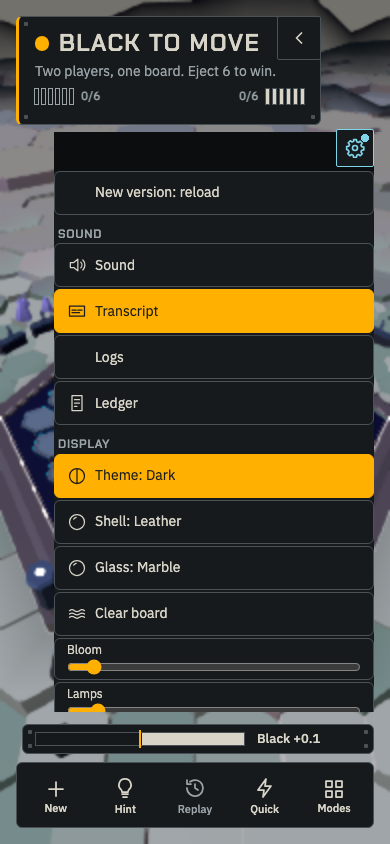 BLACK TO MOVE
Two players, one board. Eject 6 to win.
0/6 0/6
New version: reload
SOUND
Sound
Transcript
Logs
Ledger
DISPLAY
Theme: Dark
Shell: Leather
Glass: Marble
Clear board
Bloom
Lamps
Black +0.1
New Hint Replay Quick Modes